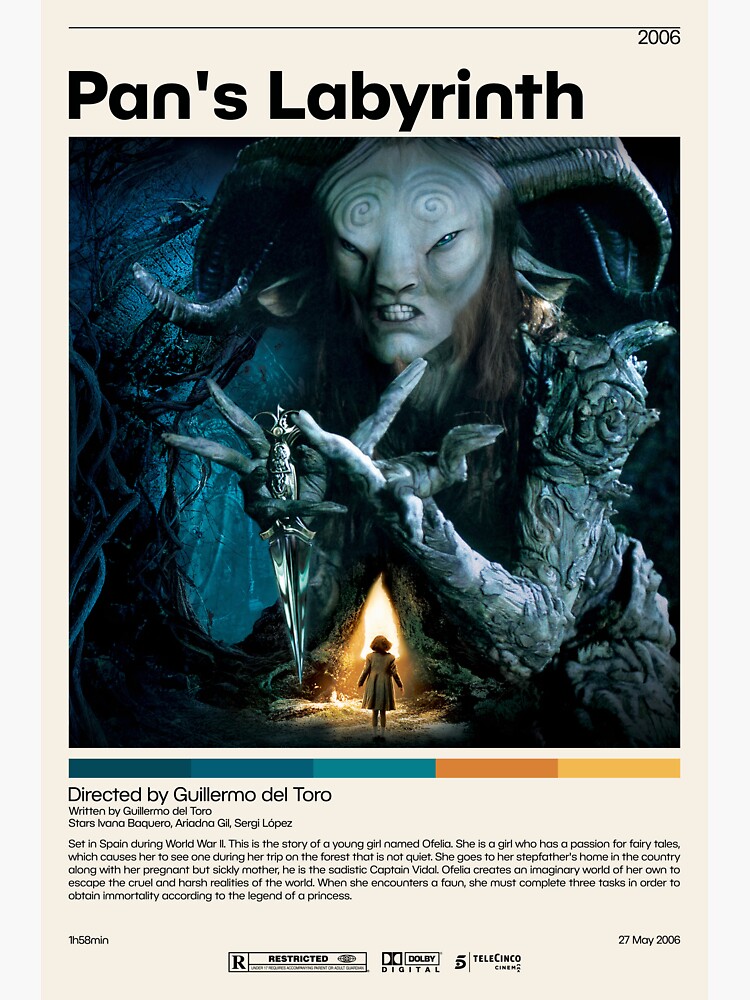 2006
Pan's Labyrinth
Directed by Guillermo del Toro
Written by Guillermo del Toro
Stars Ivana Baquero, Ariadna Gil, Sergi López
Set in Spain during World War II. This is the story of a young girl named Ofelia. She is a girl who has a passion for fairy tales,
which causes her to see one during her trip on the forest that is not quiet. She goes to her stepfather's home in the country
along with her pregnant but sickly mother, he is the sadistic Captain Vidal. Ofelia creates an imaginary world of her own to
escape the cruel and harsh realities of the world. When she encounters a faun, she must complete three tasks in order to
obtain immortality according to the legend of a princess.
1h58min
27 May 2006
R RESTRICTED
UNDER 17 REQUIRES ACCOMPANYING PARENT OR ADULT GUARDIAN
DOLBY
DIGITAL
5 TELECINCO
CINEMA